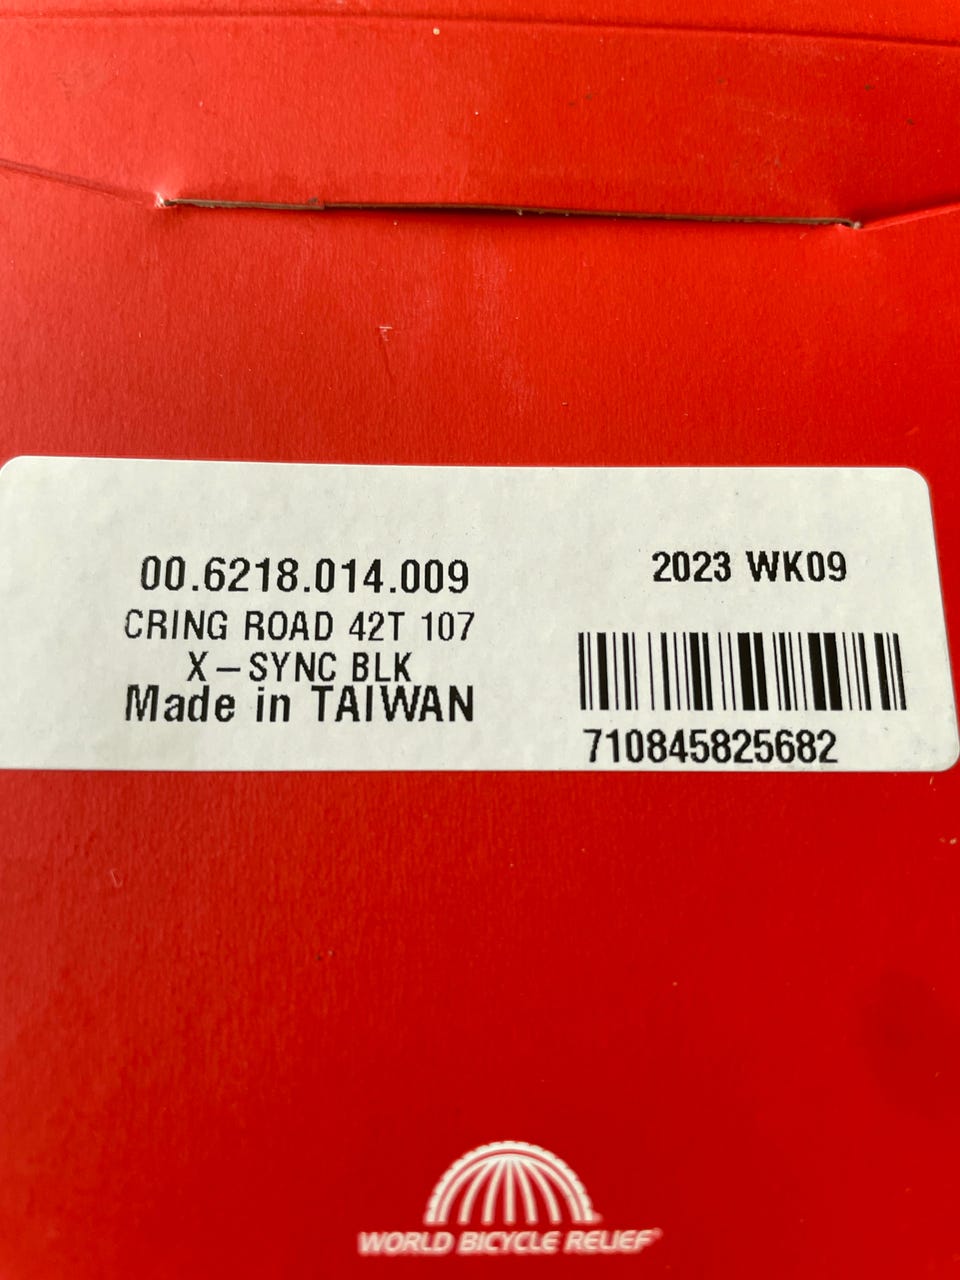 00.6218.014.009
CRING ROAD 42T 107
X-SYNC BLK
Made in TAIWAN
2023 WK09
710845825682
WORLD BICYCLE RELIEF